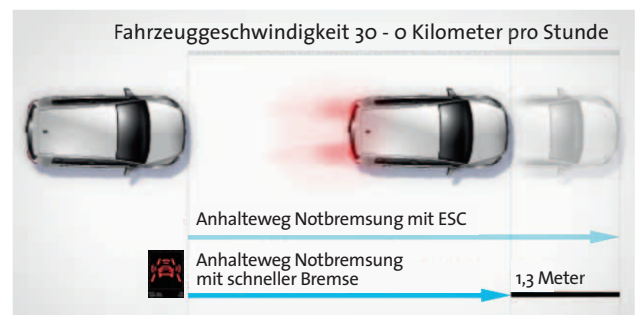 Fahrzeuggeschwindigkeit 30 - 0 Kilometer pro Stunde
Anhalteweg Notbremsung mit ESC
Anhalteweg Notbremsung
mit schneller Bremse
1,3 Meter